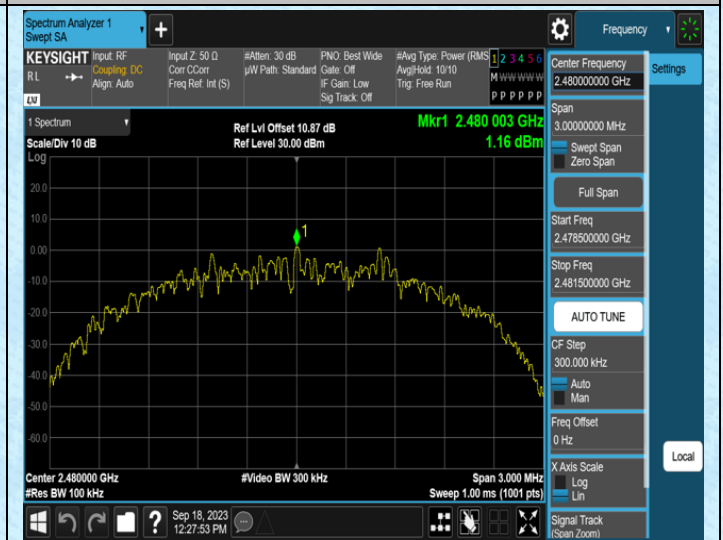 Spectrum Analyzer 1
Swept SA
+
Frequency
KEYSIGHT
RL
LXI
Input: RF
Coupling: DC
Align: Auto
Input Z: 50 Ω
Corr CCorr
Freq Ref: Int (S)
#Atten: 30 dB
µW Path: Standard
PNO: Best Wide
Gate: Off
IF Gain: Low
Sig Track: Off
#Avg Type: Power (RMS
Avg|Hold: 10/10
Trig: Free Run
1 2 3 4 5 6
M W W W W W
P P P P P P
1 Spectrum
Scale/Div 10 dB
Log
Ref Lvl Offset 10.87 dB
Ref Level 30.00 dBm
Mkr1 2.480 003 GHz
1.16 dBm
20.0
10.0
0.00
-10.0
-20.0
-30.0
-40.0
-50.0
-60.0
1
Center 2.480000 GHz
#Res BW 100 kHz
#Video BW 300 kHz
Span 3.000 MHz
Sweep 1.00 ms (1001 pts)
Center Frequency
2.480000000 GHz
Settings
Span
3.00000000 MHz
Swept Span
Zero Span
Full Span
Start Freq
2.478500000 GHz
Stop Freq
2.481500000 GHz
AUTO TUNE
CF Step
300.000 kHz
Auto
Man
Freq Offset
0 Hz
X Axis Scale
Log
Lin
Signal Track
(Span Zoom)
Local
?
Sep 18, 2023
12:27:53 PM